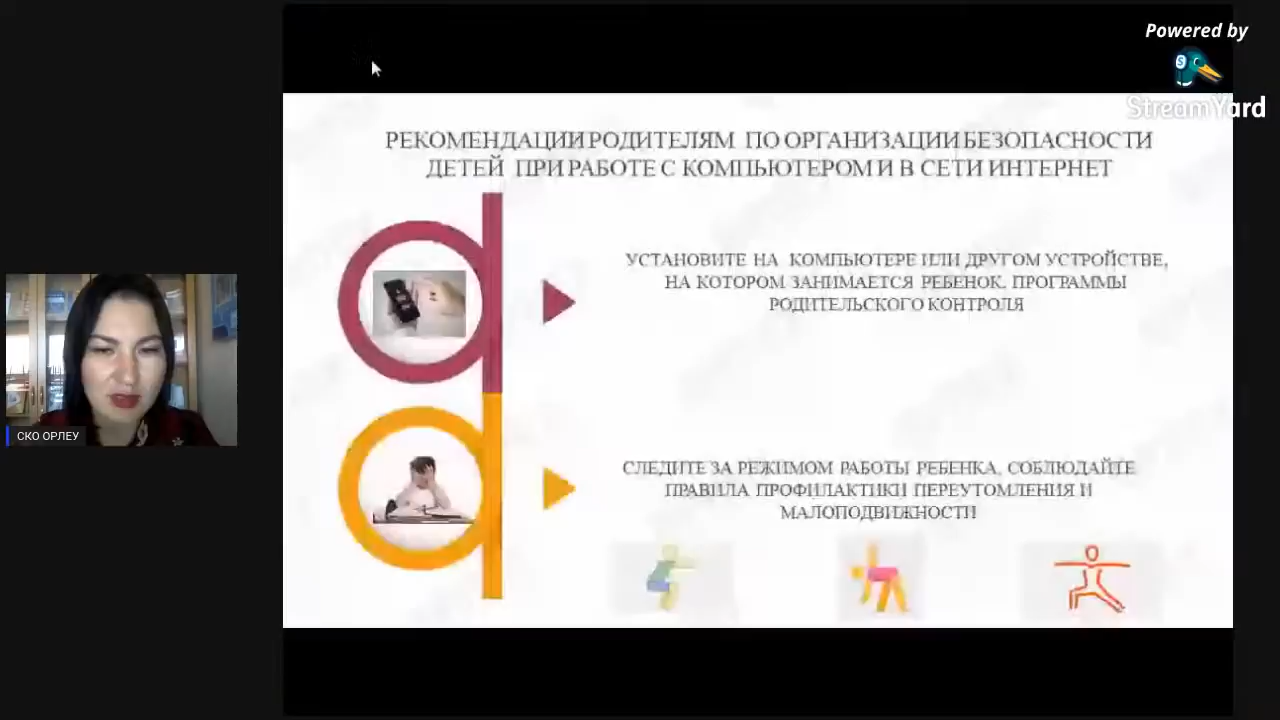 Powered by
StreamYard
РЕКОМЕНДАЦИИ РОДИТЕЛЯМ ПО ОРГАНИЗАЦИИ БЕЗОПАСНОСТИ
ДЕТЕЙ ПРИ РАБОТЕ С КОМПЬЮТЕРОМ И В СЕТИ ИНТЕРНЕТ
УСТАНОВИТЕ НА КОМПЬЮТЕРЕ ИЛИ ДРУГОМ УСТРОЙСТВЕ,
НА КОТОРОМ ЗАНИМАЕТСЯ РЕБЕНОК, ПРОГРАММЫ
РОДИТЕЛЬСКОГО КОНТРОЛЯ
СКО ОРЛЕУ
СЛЕДИТЕ ЗА РЕЖИМОМ РАБОТЫ РЕБЕНКА, СОБЛЮДАЙТЕ
ПРАВИЛА ПРОФИЛАКТИКИ ПЕРЕУТОМЛЕНИЯ И
МАЛОПОДВИЖНОСТИ